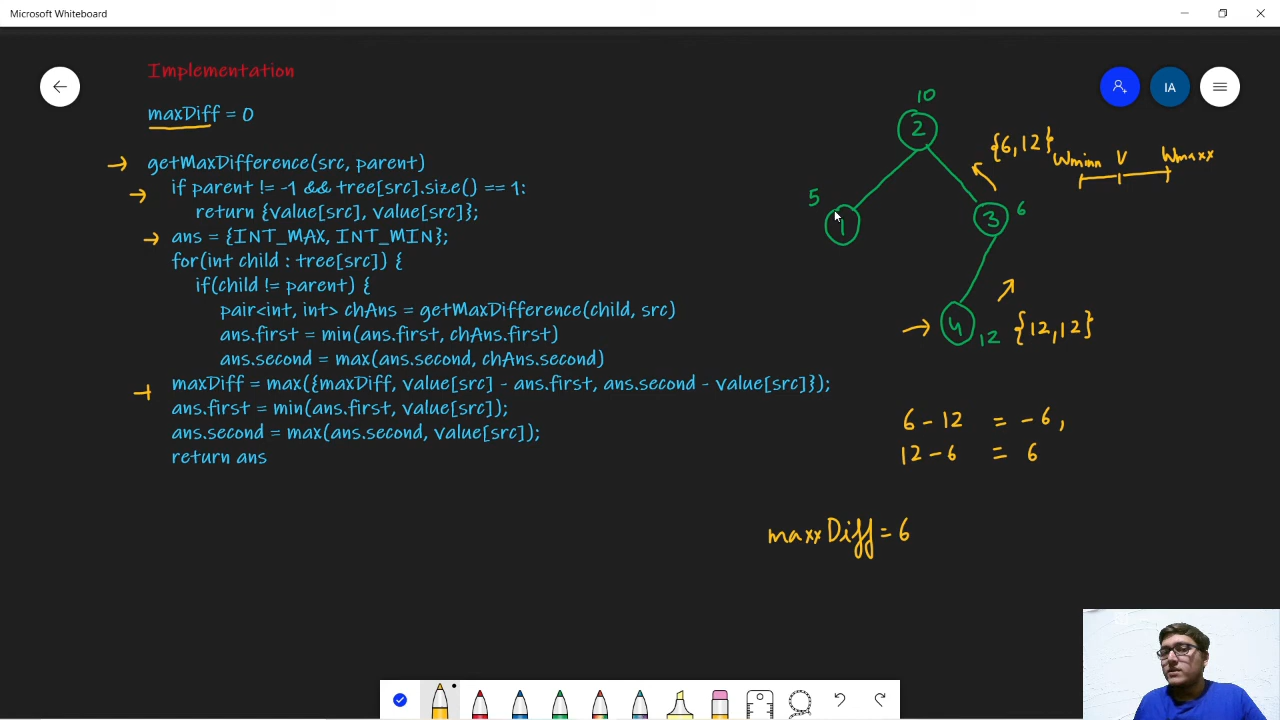 Microsoft Whiteboard
Implementation
maxDiff = 0
getMaxDifference(src, parent)
if parent != -1 && tree[src].size() == 1:
return {value[src], value[src]};
ans = {INT_MAX, INT_MIN};
for(int child : tree[src]) {
if(child != parent) {
pair<int, int> chAns = getMaxDifference(child, src)
ans.first = min(ans.first, chAns.first)
ans.second = max(ans.second, chAns.second)
maxDiff = max({maxDiff, value[src] - ans.first, ans.second - value[src]});
ans.first = min(ans.first, value[src]);
ans.second = max(ans.second, value[src]);
return ans
IA
10
2
{6,12}
Wminn V Wmaxx
5
1
3 6
4 12 {12,12}
6 - 12 = -6,
12 - 6 = 6
maxxDiff = 6